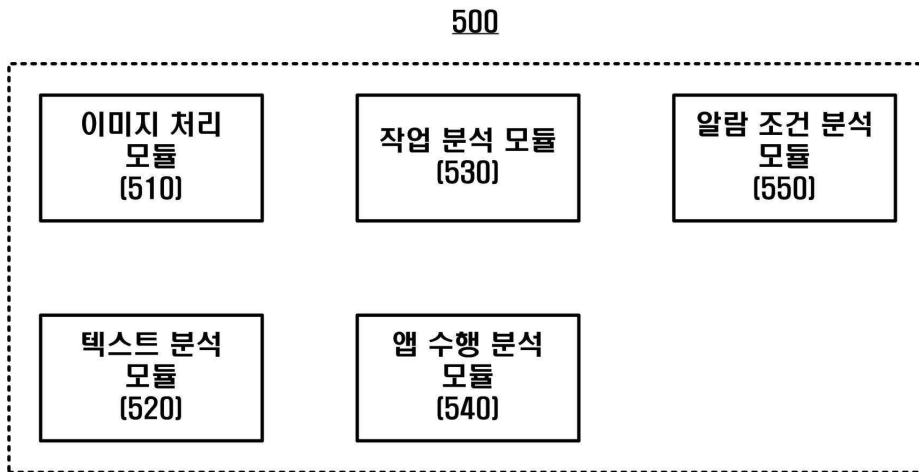 500
이미지 처리
모듈
(510)
작업 분석 모듈
(530)
알람 조건 분석
모듈
(550)
텍스트 분석
모듈
(520)
앱 수행 분석
모듈
(540)